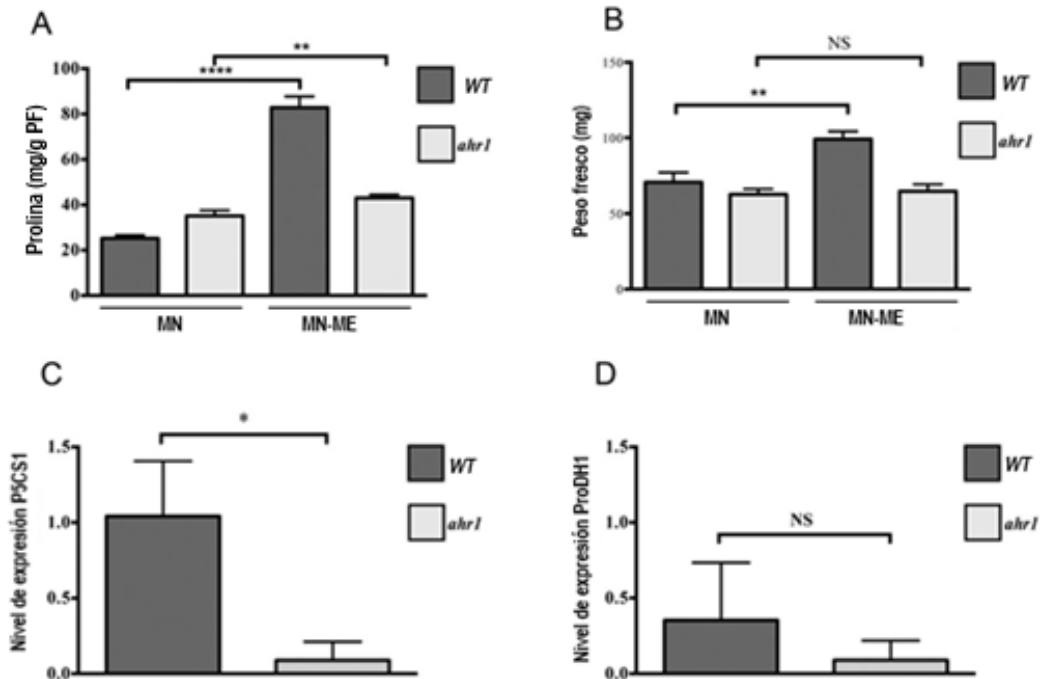 A
Prolina (mg/g PF)
100
80
60
40
20
0
****
**
WT
ahr1
MN
MN-ME
B
Peso fresco (mg)
150
100
50
0
**
NS
WT
ahr1
MN
MN-ME
C
Nivel de expresión P5CS1
1.5
1.0
0.5
0.0
*
WT
ahr1
D
Nivel de expresión ProDH1
1.5
1.0
0.5
0.0
NS
WT
ahr1